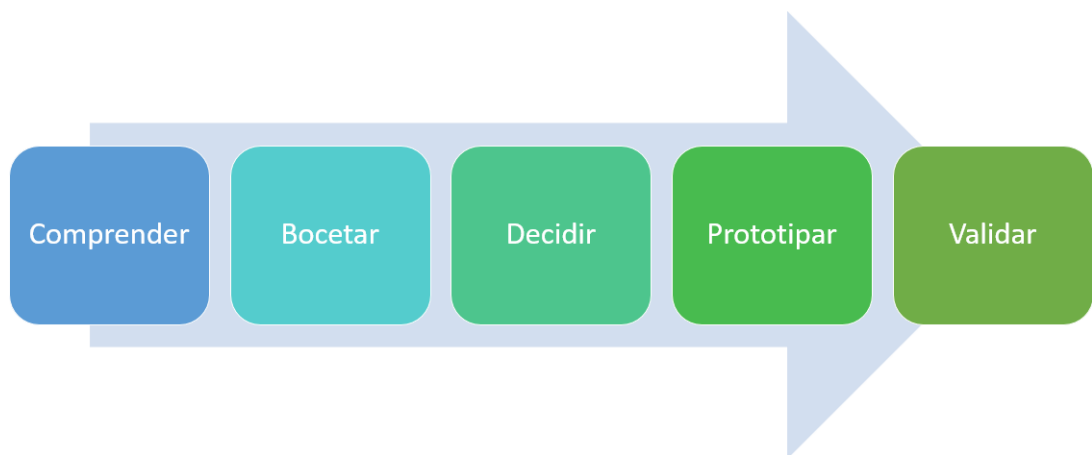 Comprender
Bocetar
Decidir
Prototipar
Validar